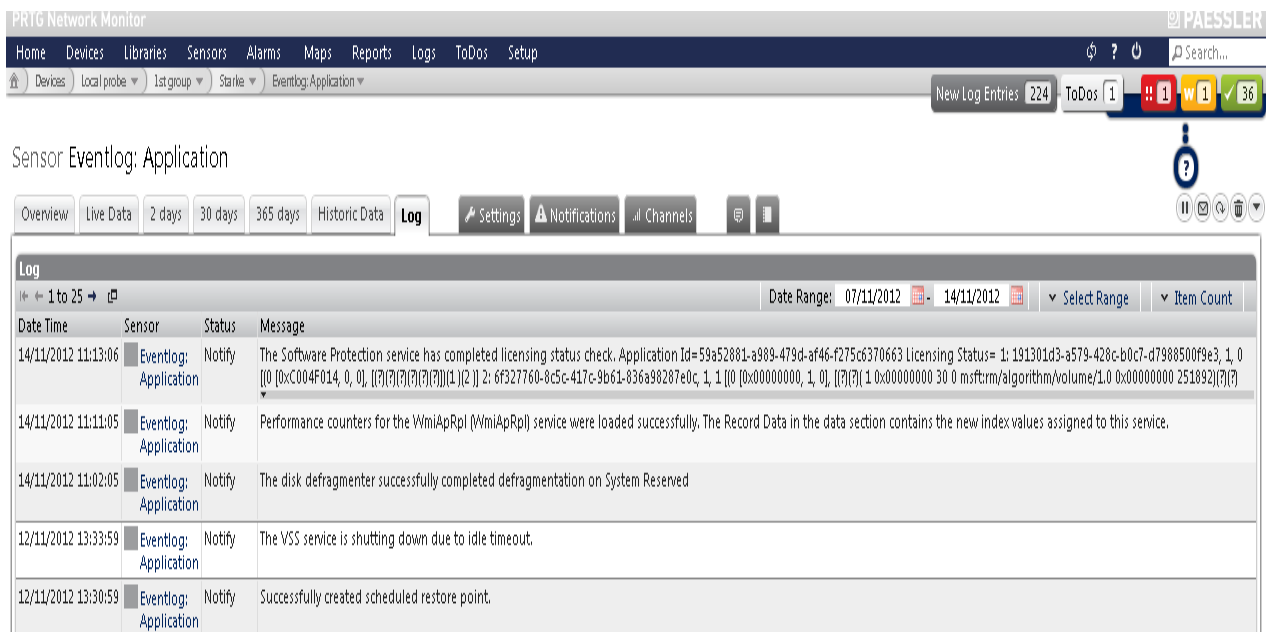 PRTG Network Monitor
PAESSLER
Home Devices Libraries Sensors Alarms Maps Reports Logs ToDos Setup
? Search...
Devices Local probe 1st group Starke Eventlog: Application
New Log Entries 224 ToDos 1 !! 1 W 1 ✓ 36
Sensor Eventlog: Application
?
Overview Live Data 2 days 30 days 365 days Historic Data Log Settings Notifications Channels
Log
1 to 25 Date Range: 07/11/2012 - 14/11/2012 Select Range Item Count
Date Time Sensor Status Message
14/11/2012 11:13:06 Eventlog: Notify The Software Protection service has completed licensing status check. Application Id=59a52881-a989-479d-af46-f275c6370663 Licensing Status= 1: 191301d3-a579-428c-b0c7-d7988500f9e3, 1, 0
Application [(0 [0xC004F014, 0, 0], [(?)(?)(?)(?)(?)(?)])(1 )(2 )] 2: 6f327760-8c5c-417c-9b61-836a98287e0c, 1, 1 [(0 [0x00000000, 1, 0], [(?)(?)( 1 0x00000000 30 0 msft:rm/algorithm/volume/1.0 0x00000000 251892)(?)(?)
14/11/2012 11:11:05 Eventlog: Notify Performance counters for the WmiApRpl (WmiApRpl) service were loaded successfully. The Record Data in the data section contains the new index values assigned to this service.
Application
14/11/2012 11:02:05 Eventlog: Notify The disk defragmenter successfully completed defragmentation on System Reserved
Application
12/11/2012 13:33:59 Eventlog: Notify The VSS service is shutting down due to idle timeout.
Application
12/11/2012 13:30:59 Eventlog: Notify Successfully created scheduled restore point.
Application